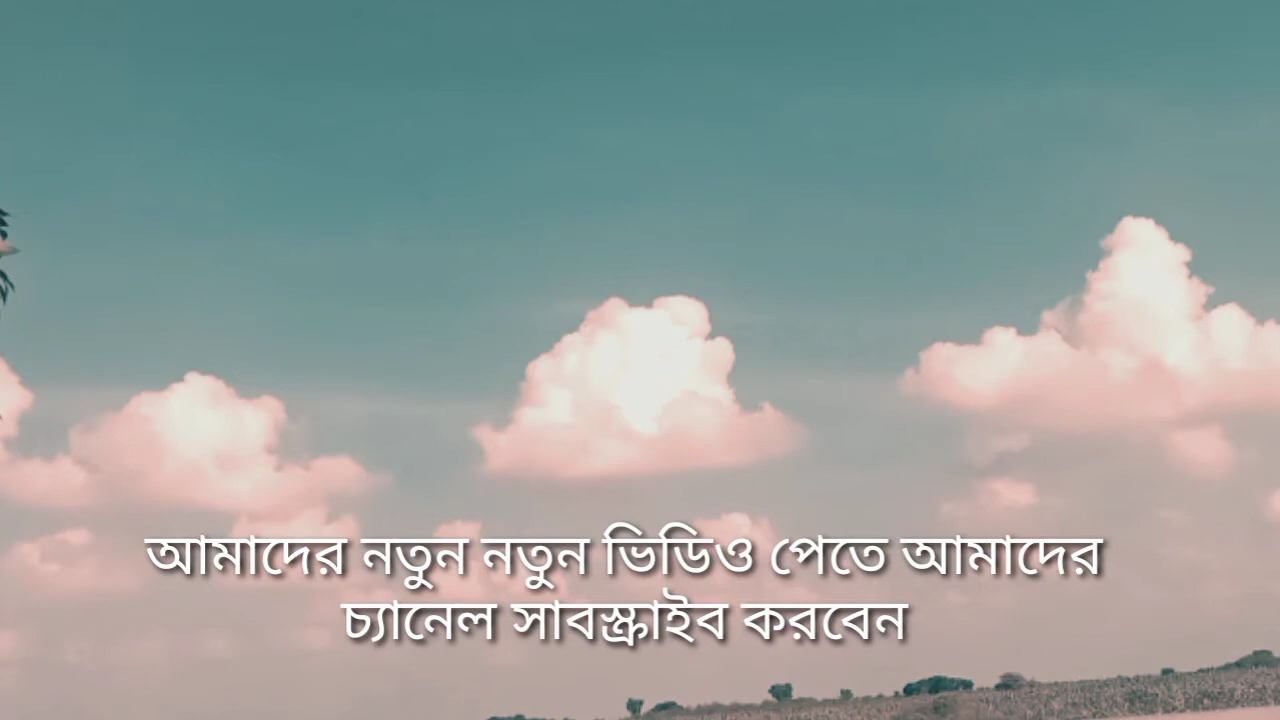 আমাদের নতুন নতুন ভিডিও পেতে আমাদের
চ্যানেল সাবস্ক্রাইব করবেন